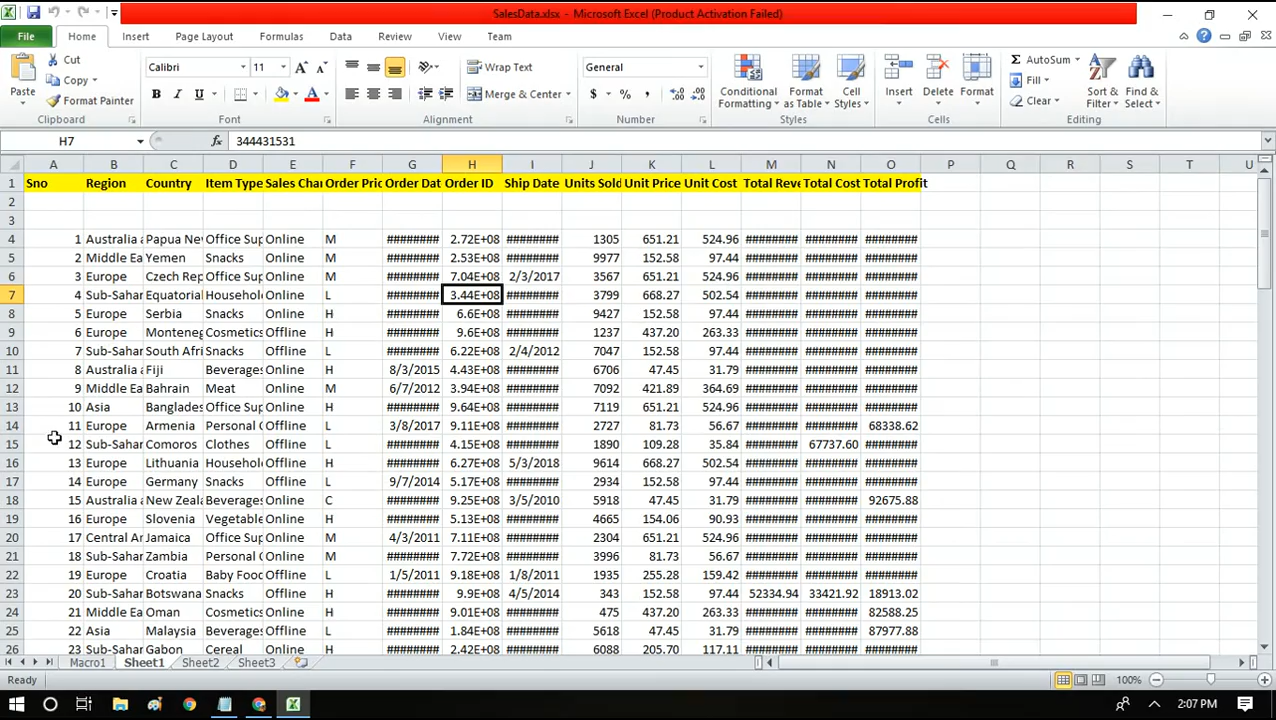 SalesData.xlsx - Microsoft Excel (Product Activation Failed)
File Home Insert Page Layout Formulas Data Review View Team
Paste Cut Copy Format Painter Clipboard
Calibri 11 A A B I U A Font
Wrap Text Merge & Center Alignment
General $ % , Number
Conditional Formatting Format as Table Cell Styles Styles
Insert Delete Format Cells
Σ AutoSum Fill Clear Sort & Filter Find & Select Editing
H7 fx 344431531
A B C D E F G H I J K L M N O P Q R S T U
1 Sno Region Country Item Type Sales Chan Order Prio Order Dat Order ID Ship Date Units Sold Unit Price Unit Cost Total Reve Total Cost Total Profit
2
3
4 1 Australia a Papua Nev Office Sup Online M ######## 2.72E+08 ######## 1305 651.21 524.96 ######## ######## ########
5 2 Middle Ea Yemen Snacks Online M ######## 2.53E+08 ######## 9977 152.58 97.44 ######## ######## ########
6 3 Europe Czech Rep Office Sup Online M ######## 7.04E+08 2/3/2017 3567 651.21 524.96 ######## ######## ########
7 4 Sub-Sahar Equatorial Househol Online L ######## 3.44E+08 ######## 3799 668.27 502.54 ######## ######## ########
8 5 Europe Serbia Snacks Online H ######## 6.6E+08 ######## 9427 152.58 97.44 ######## ######## ########
9 6 Europe Monteneg Cosmetics Offline H ######## 9.6E+08 ######## 1237 437.20 263.33 ######## ######## ########
10 7 Sub-Sahar South Afri Snacks Offline L ######## 6.22E+08 2/4/2012 7047 152.58 97.44 ######## ######## ########
11 8 Australia a Fiji Beverages Online H 8/3/2015 4.43E+08 ######## 6706 47.45 31.79 ######## ######## ########
12 9 Middle Ea Bahrain Meat Online M 6/7/2012 3.94E+08 ######## 7092 421.89 364.69 ######## ######## ########
13 10 Asia Banglades Office Sup Online H ######## 9.64E+08 ######## 7119 651.21 524.96 ######## ######## ########
14 11 Europe Armenia Personal C Offline L 3/8/2017 9.11E+08 ######## 2727 81.73 56.67 ######## ######## 68338.62
15 12 Sub-Sahar Comoros Clothes Offline L ######## 4.15E+08 ######## 1890 109.28 35.84 ######## 67737.60 ########
16 13 Europe Lithuania Househol Offline H ######## 6.27E+08 5/3/2018 9614 668.27 502.54 ######## ######## ########
17 14 Europe Germany Snacks Offline L 9/7/2014 5.17E+08 ######## 2934 152.58 97.44 ######## ######## ########
18 15 Australia a New Zeala Beverages Online C ######## 9.25E+08 3/5/2010 5918 47.45 31.79 ######## ######## 92675.88
19 16 Europe Slovenia Vegetable Online H ######## 5.13E+08 ######## 4665 154.06 90.93 ######## ######## ########
20 17 Central An Jamaica Office Sup Online M 4/3/2011 7.11E+08 ######## 2304 651.21 524.96 ######## ######## ########
21 18 Sub-Sahar Zambia Personal C Online M ######## 7.72E+08 ######## 3996 81.73 56.67 ######## ######## ########
22 19 Europe Croatia Baby Food Offline L 1/5/2011 9.18E+08 1/8/2011 1935 255.28 159.42 ######## ######## ########
23 20 Sub-Sahar Botswana Snacks Offline H ######## 9.9E+08 4/5/2014 343 152.58 97.44 52334.94 33421.92 18913.02
24 21 Middle Ea Oman Cosmetics Online H ######## 9.01E+08 ######## 475 437.20 263.33 ######## ######## 82588.25
25 22 Asia Malaysia Beverages Offline L ######## 1.84E+08 ######## 5618 47.45 31.79 ######## ######## 87977.88
26 23 Sub-Sahar Gabon Cereal Online H ######## 2.42E+08 ######## 6088 205.70 117.11 ######## ######## ########
Macro1 Sheet1 Sheet2 Sheet3
Ready 100%
2:07 PM